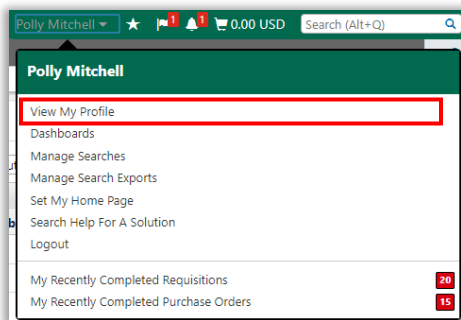 Polly Mitchell ▾ ★ 1 1 0.00 USD Search (Alt+Q)
Polly Mitchell
View My Profile
Dashboards
Manage Searches
Manage Search Exports
Set My Home Page
Search Help For A Solution
Logout
My Recently Completed Requisitions 20
My Recently Completed Purchase Orders 15